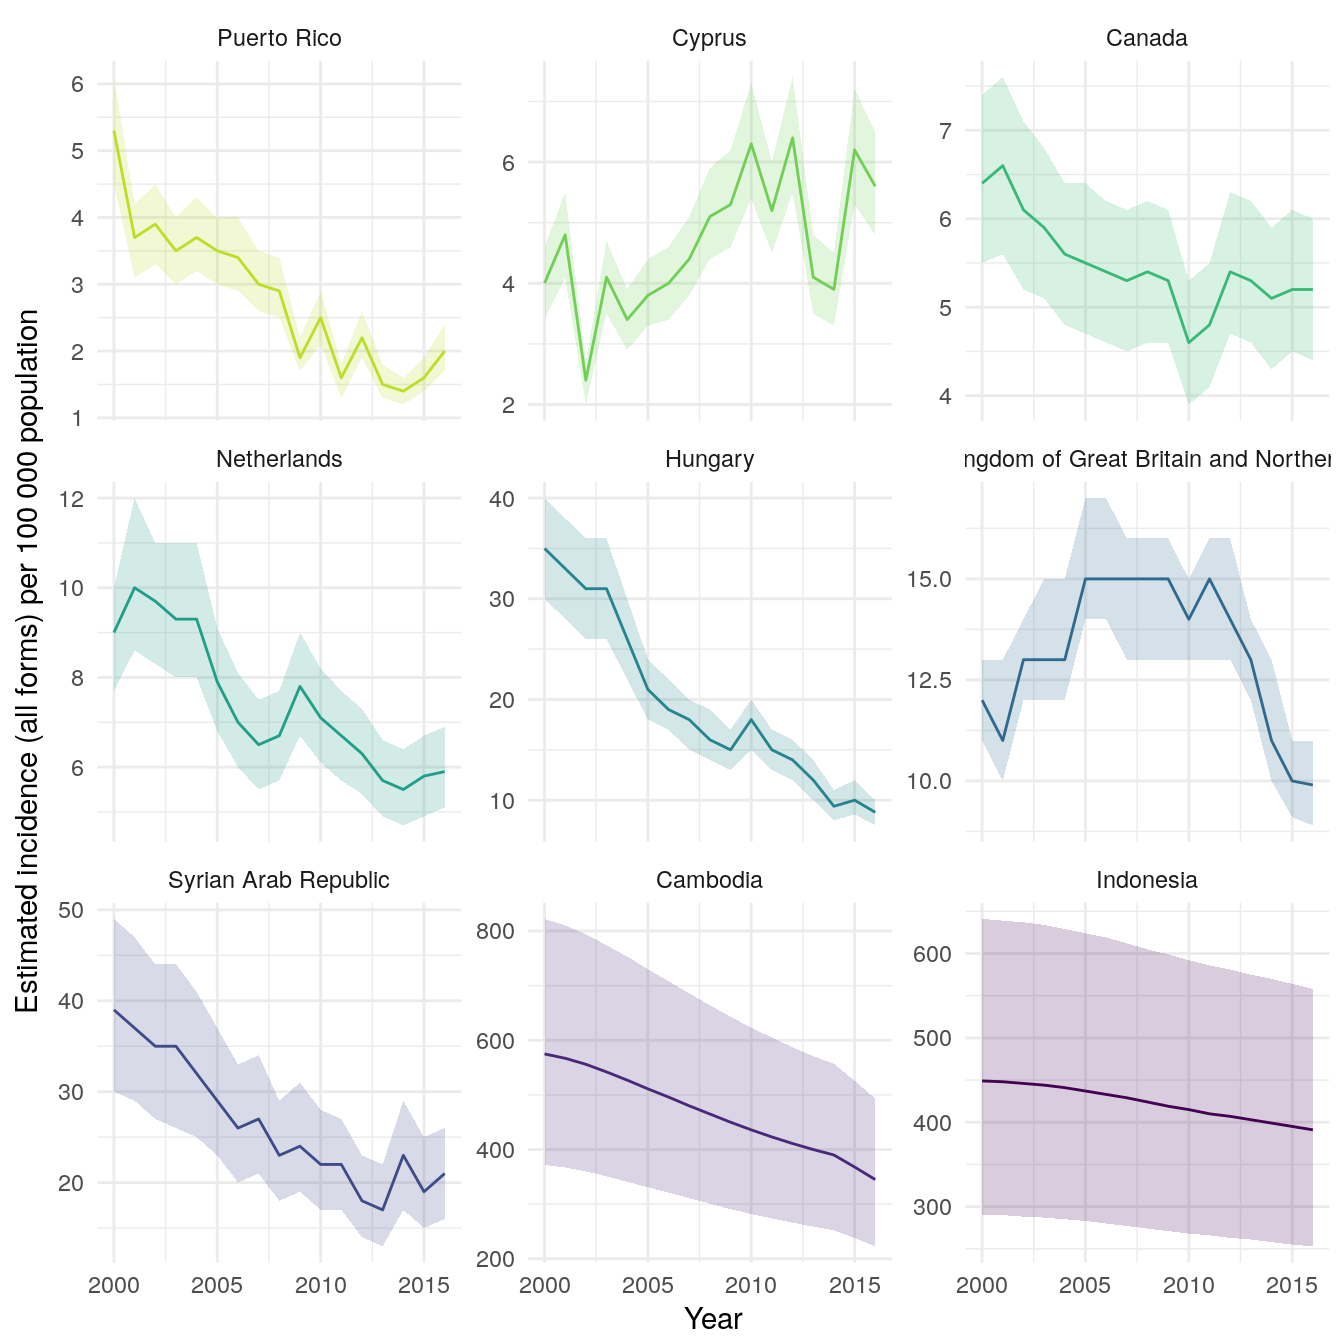 Estimated incidence (all forms) per 100 000 population
Puerto Rico
6
5
4
3
2
1
Cyprus
6
4
2
Canada
7
6
5
4
Netherlands
12
10
8
6
Hungary
40
30
20
10
ngdom of Great Britain and Norther
15.0
12.5
10.0
Syrian Arab Republic
50
40
30
20
2000 2005 2010 2015
Cambodia
800
600
400
200
2000 2005 2010 2015
Indonesia
600
500
400
300
2000 2005 2010 2015
Year